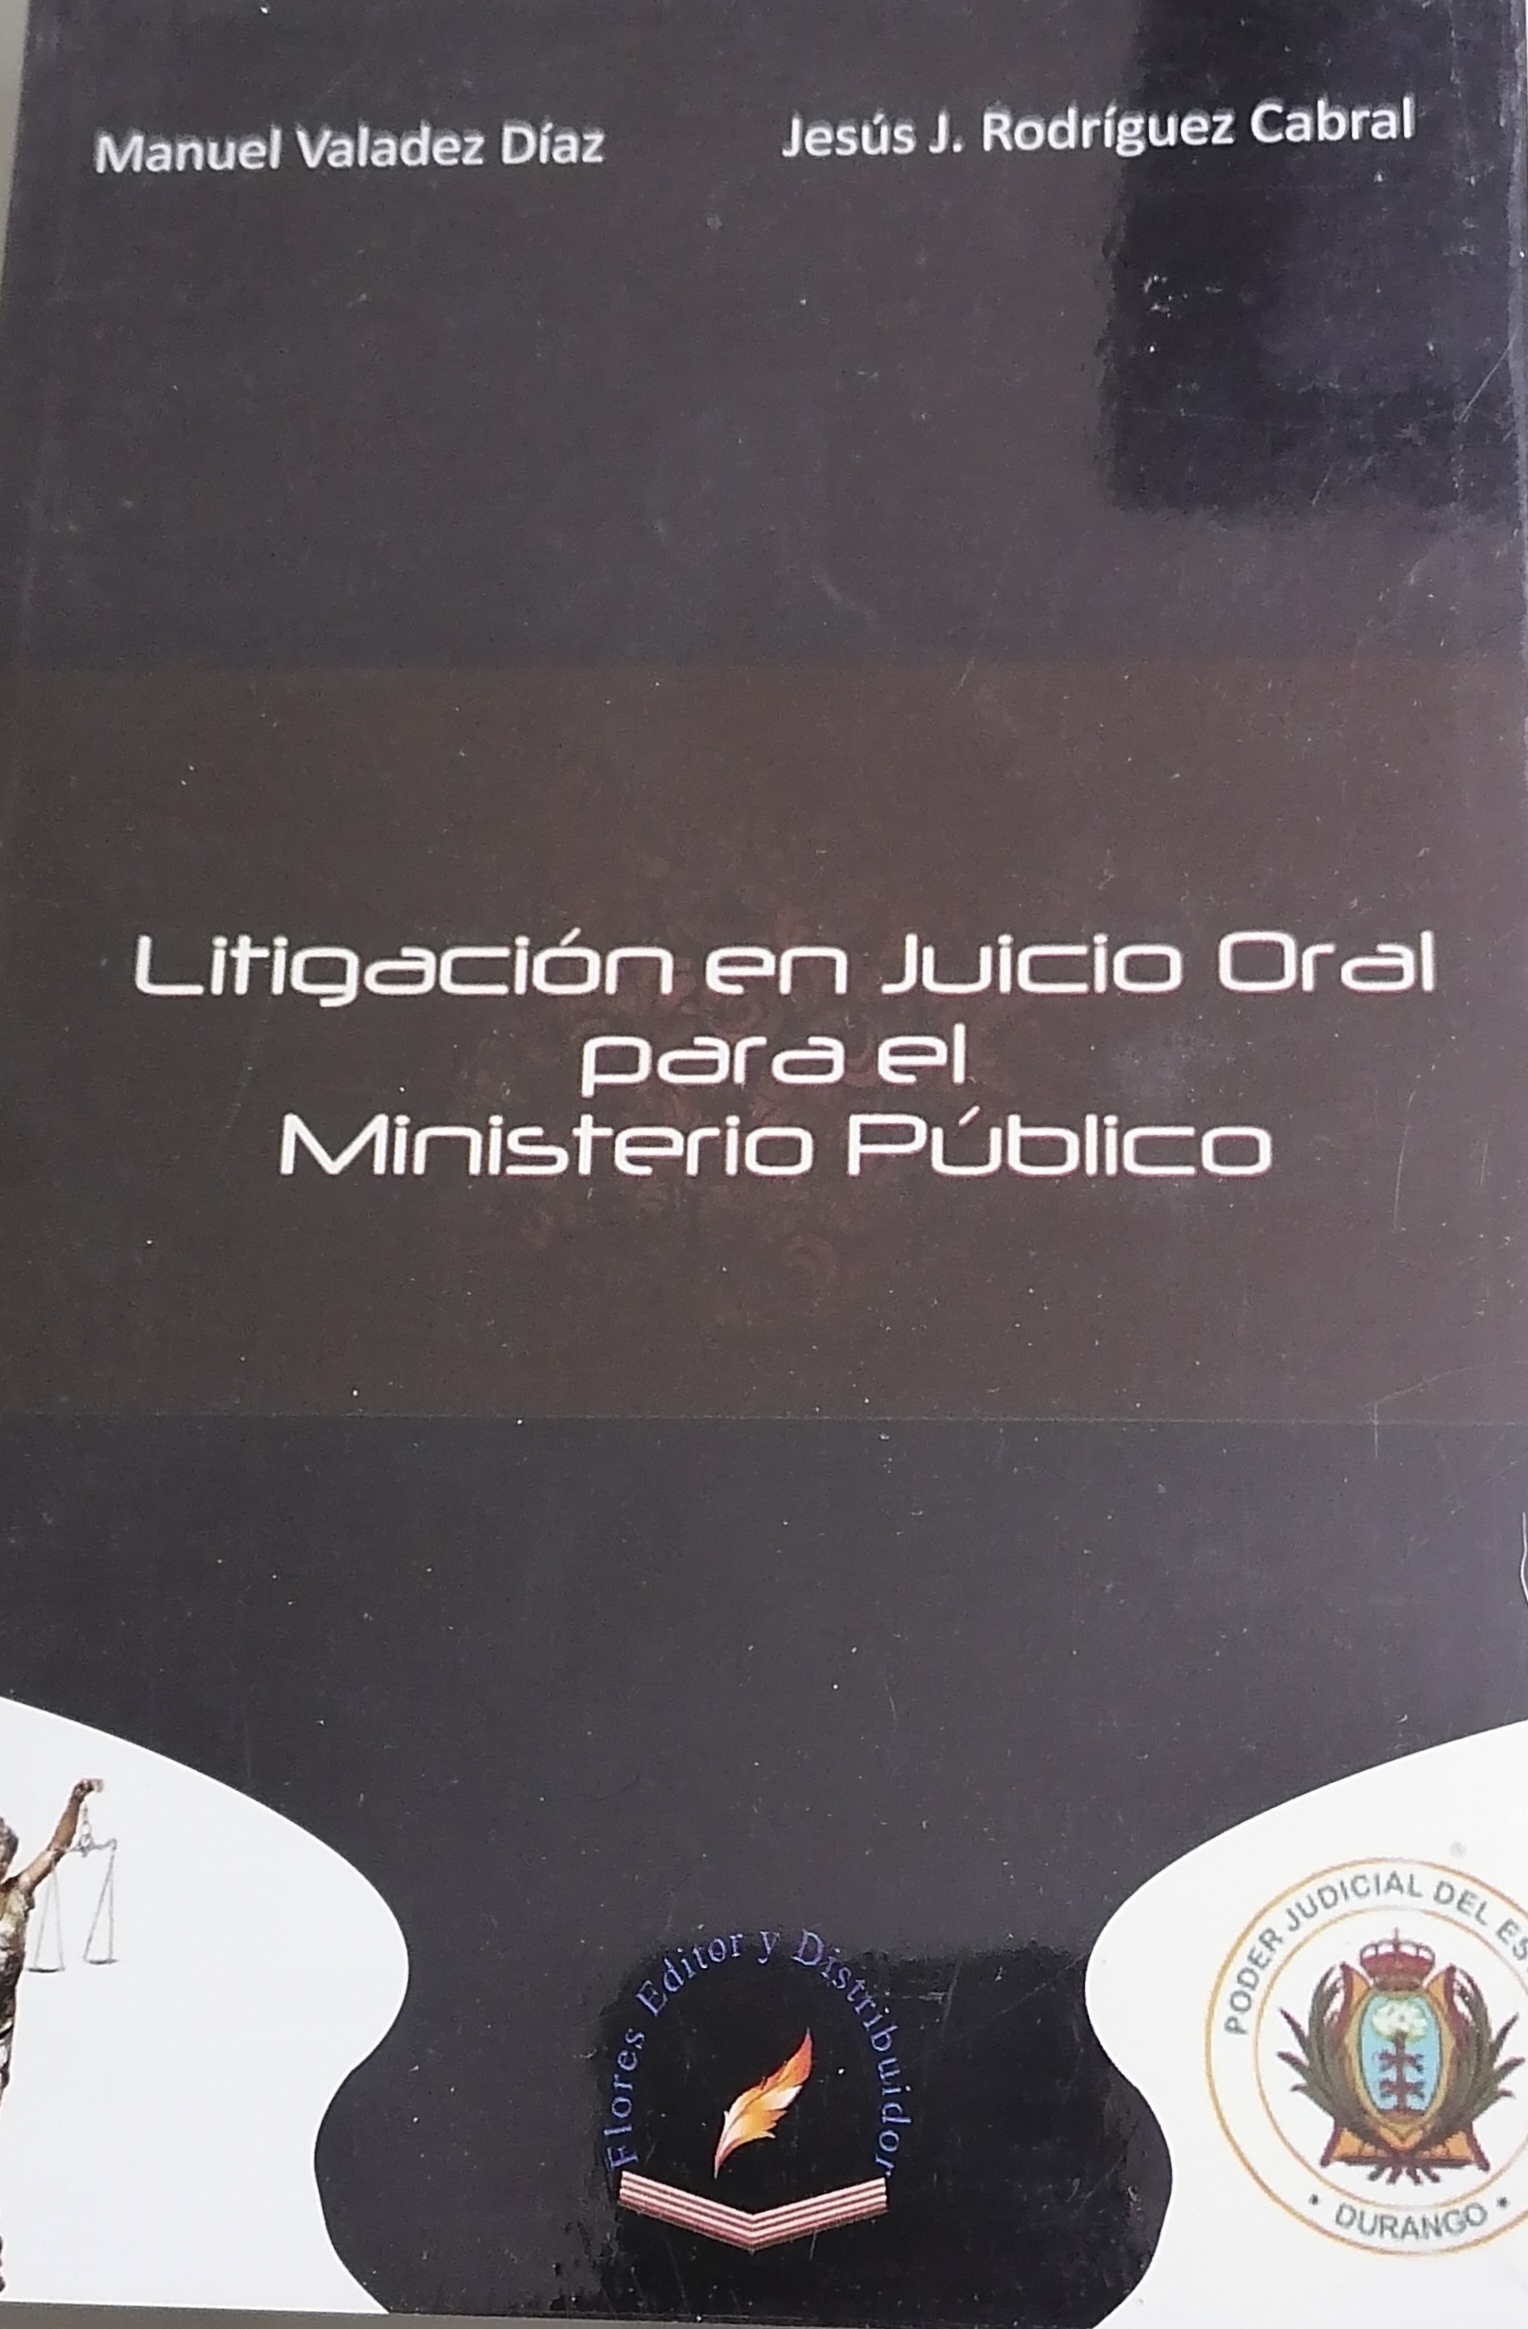 Manuel Valadez Díaz
Jesús J. Rodríguez Cabral
Litigación en Juicio Oral
para el
Ministerio Público
Flores Editor y Distribuidor
PODER JUDICIAL DEL ES
DURANGO